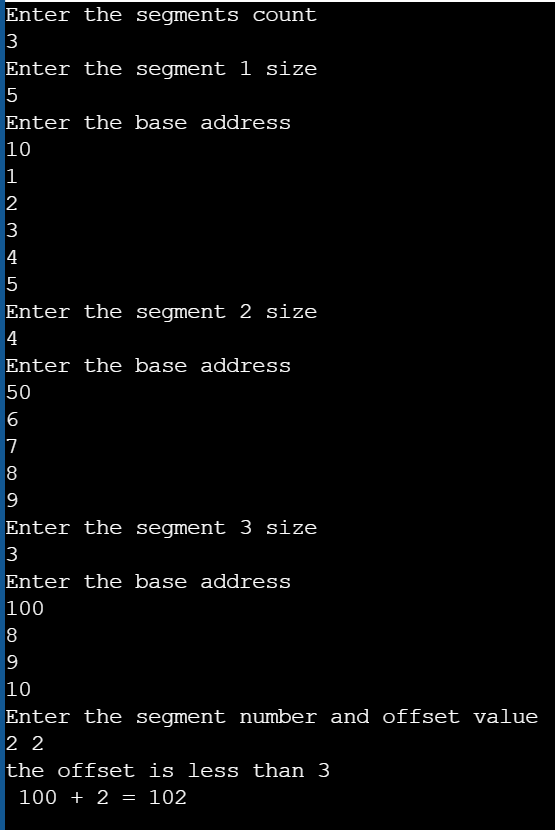 Enter the segments count
3
Enter the segment 1 size
5
Enter the base address
10
1
2
3
4
5
Enter the segment 2 size
4
Enter the base address
50
6
7
8
9
Enter the segment 3 size
3
Enter the base address
100
8
9
10
Enter the segment number and offset value
2 2
the offset is less than 3
 100 + 2 = 102